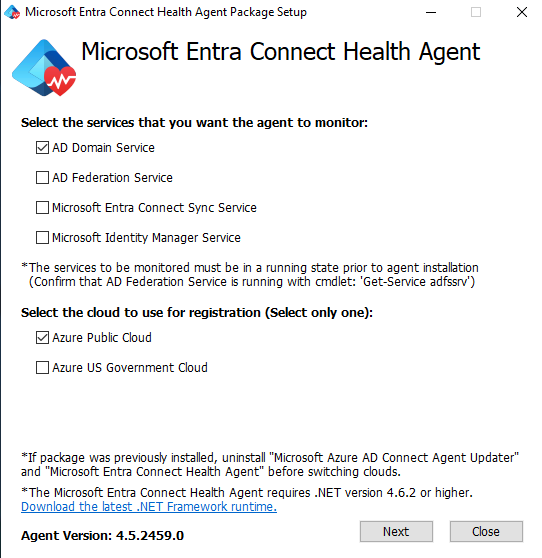 Microsoft Entra Connect Health Agent Package Setup
Microsoft Entra Connect Health Agent
Select the services that you want the agent to monitor:
AD Domain Service
AD Federation Service
Microsoft Entra Connect Sync Service
Microsoft Identity Manager Service
*The services to be monitored must be in a running state prior to agent installation
(Confirm that AD Federation Service is running with cmdlet: 'Get-Service adfssrv')
Select the cloud to use for registration (Select only one):
Azure Public Cloud
Azure US Government Cloud
*If package was previously installed, uninstall "Microsoft Azure AD Connect Agent Updater"
and "Microsoft Entra Connect Health Agent" before switching clouds.
*The Microsoft Entra Connect Health Agent requires .NET version 4.6.2 or higher.
Download the latest .NET Framework runtime.
Agent Version: 4.5.2459.0
Next
Close